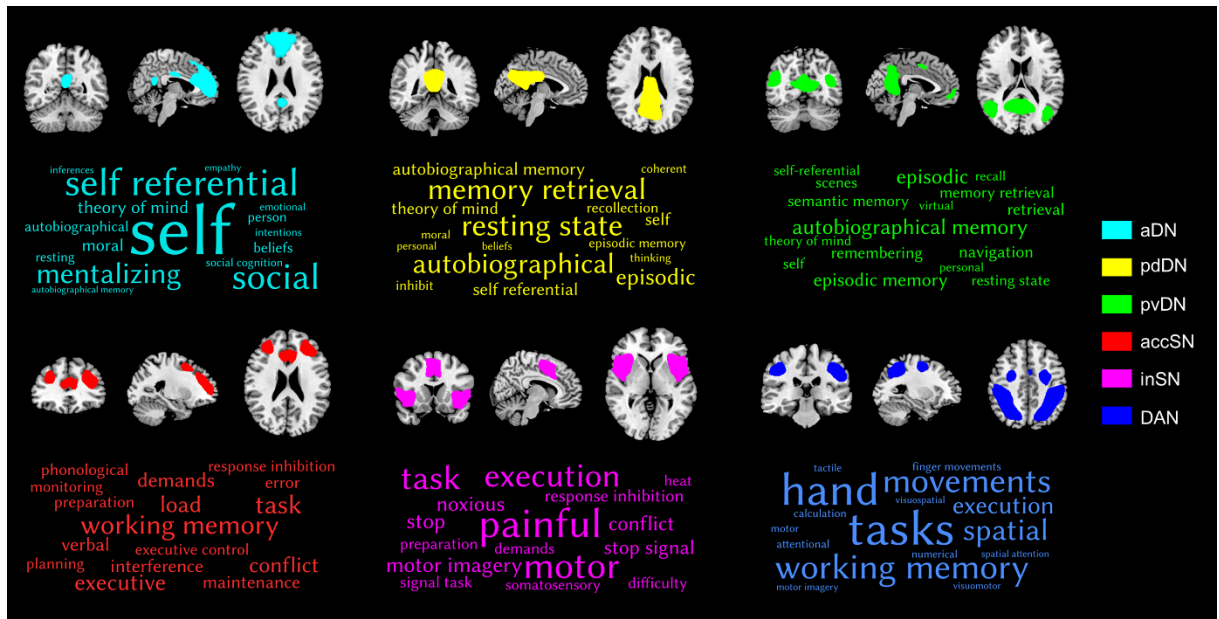 inferences
empathy
self referential
theory of mind
emotional
person
autobiographical
self
intentions
moral
beliefs
resting
social cognition
mentalizing
social
autobiographical memory
autobiographical memory
coherent
memory retrieval
theory of mind
recollection
self
moral
resting state
personal
beliefs
episodic memory
autobiographical
thinking
episodic
inhibit
self referential
self-referential
episodic
recall
scenes
memory retrieval
semantic memory
virtual
retrieval
autobiographical memory
theory of mind
remembering
navigation
self
personal
episodic memory
resting state
aDN
pdDN
pvDN
accSN
inSN
DAN
phonological
response inhibition
monitoring
demands
error
preparation
load
task
working memory
verbal
executive control
planning
interference
conflict
executive
maintenance
task
execution
heat
response inhibition
noxious
stop
painful
conflict
preparation
demands
stop signal
motor imagery
motor
signal task
somatosensory
difficulty
tactile
finger movements
hand
movements
visuospatial
execution
calculation
motor
tasks
spatial
attentional
numerical
spatial attention
working memory
motor imagery
visuomotor